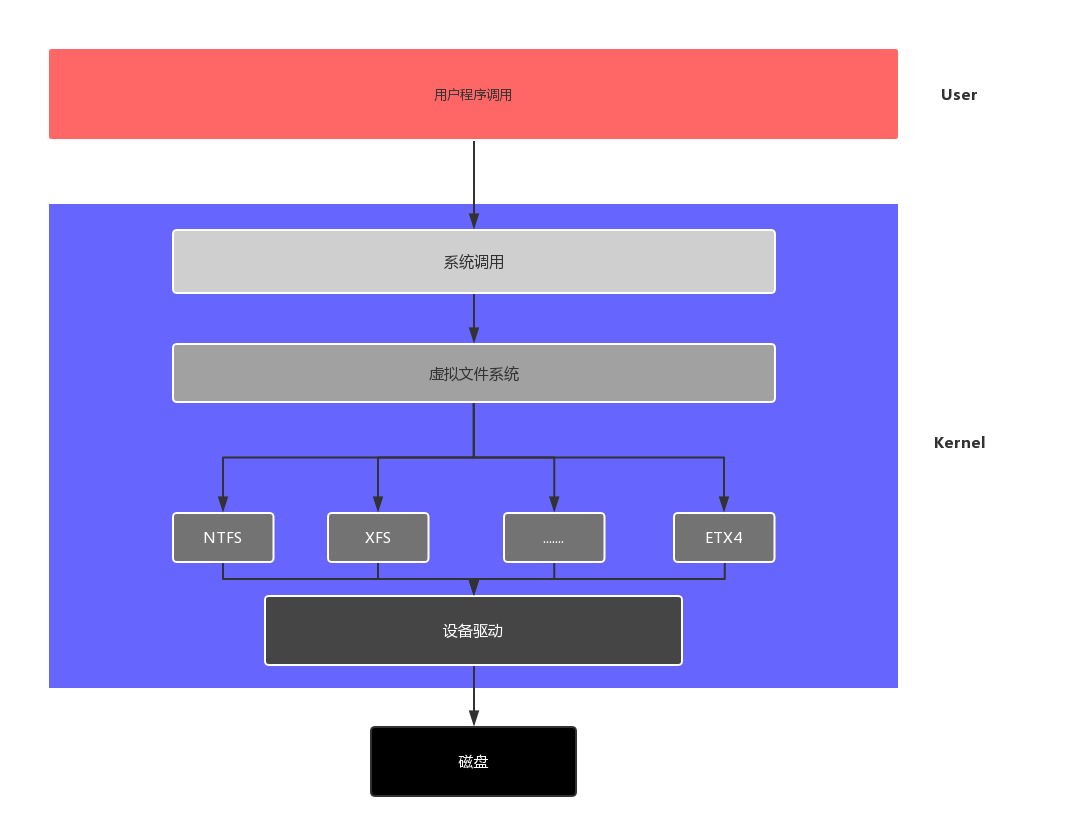 用户程序调用
User
系统调用
虚拟文件系统
Kernel
NTFS
XFS
.......
ETX4
设备驱动
磁盘